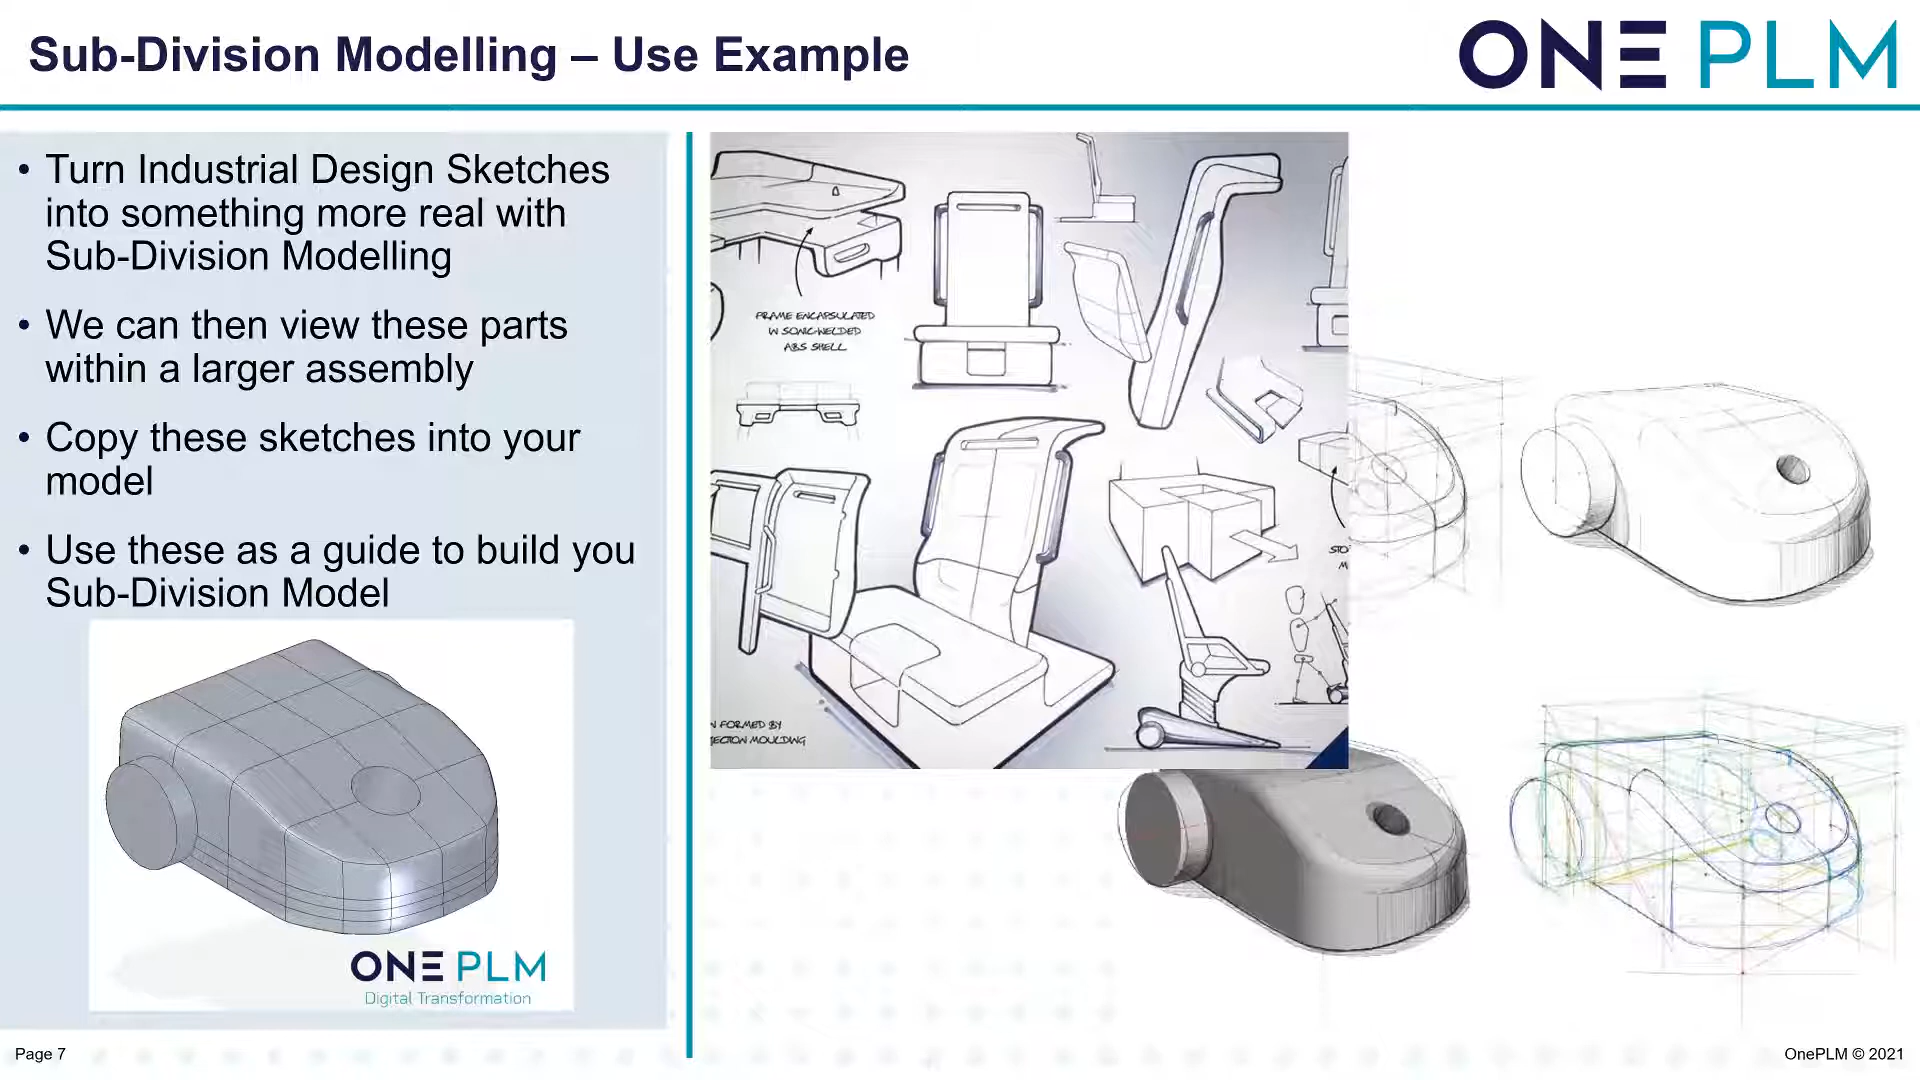 Sub-Division Modelling – Use Example
ONE PLM
• Turn Industrial Design Sketches
into something more real with
Sub-Division Modelling
• We can then view these parts
within a larger assembly
• Copy these sketches into your
model
• Use these as a guide to build you
Sub-Division Model
ONE PLM
Digital Transformation
FRAME ENCAPSULATED
W SONIC-WELDED
ABS SHELL
STO
M
N FORMED BY
JECTION MOULDING
Page 7
OnePLM © 2021